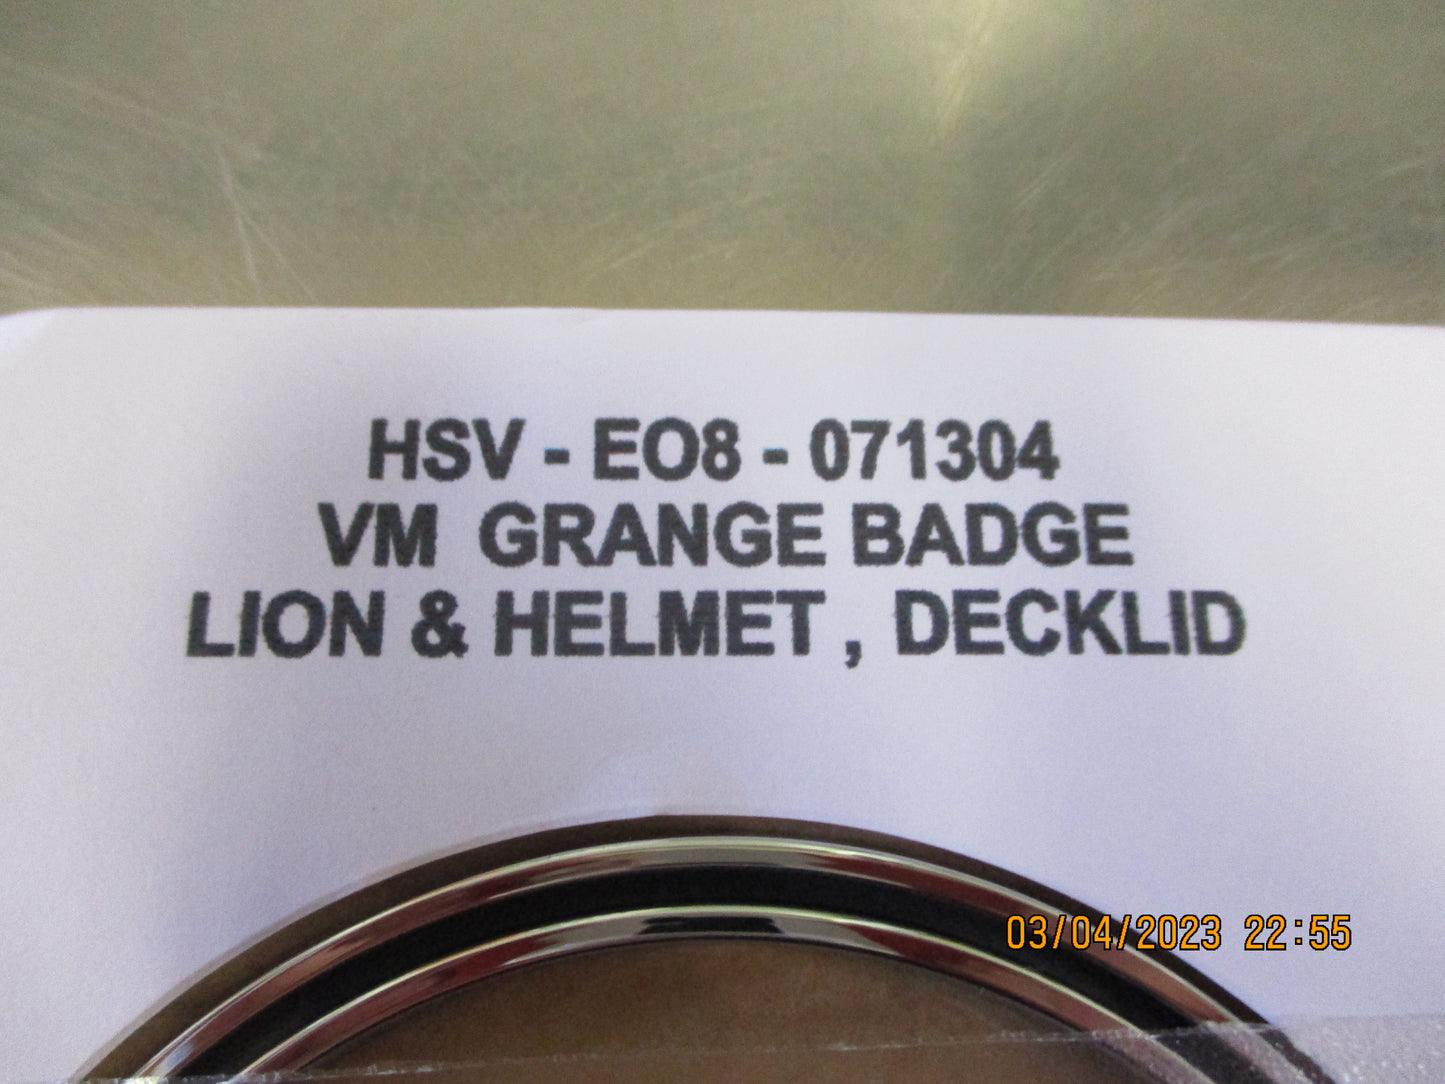 HSV - EO8 - 071304
VM GRANGE BADGE
LION & HELMET , DECKLID
03/04/2023 22:55